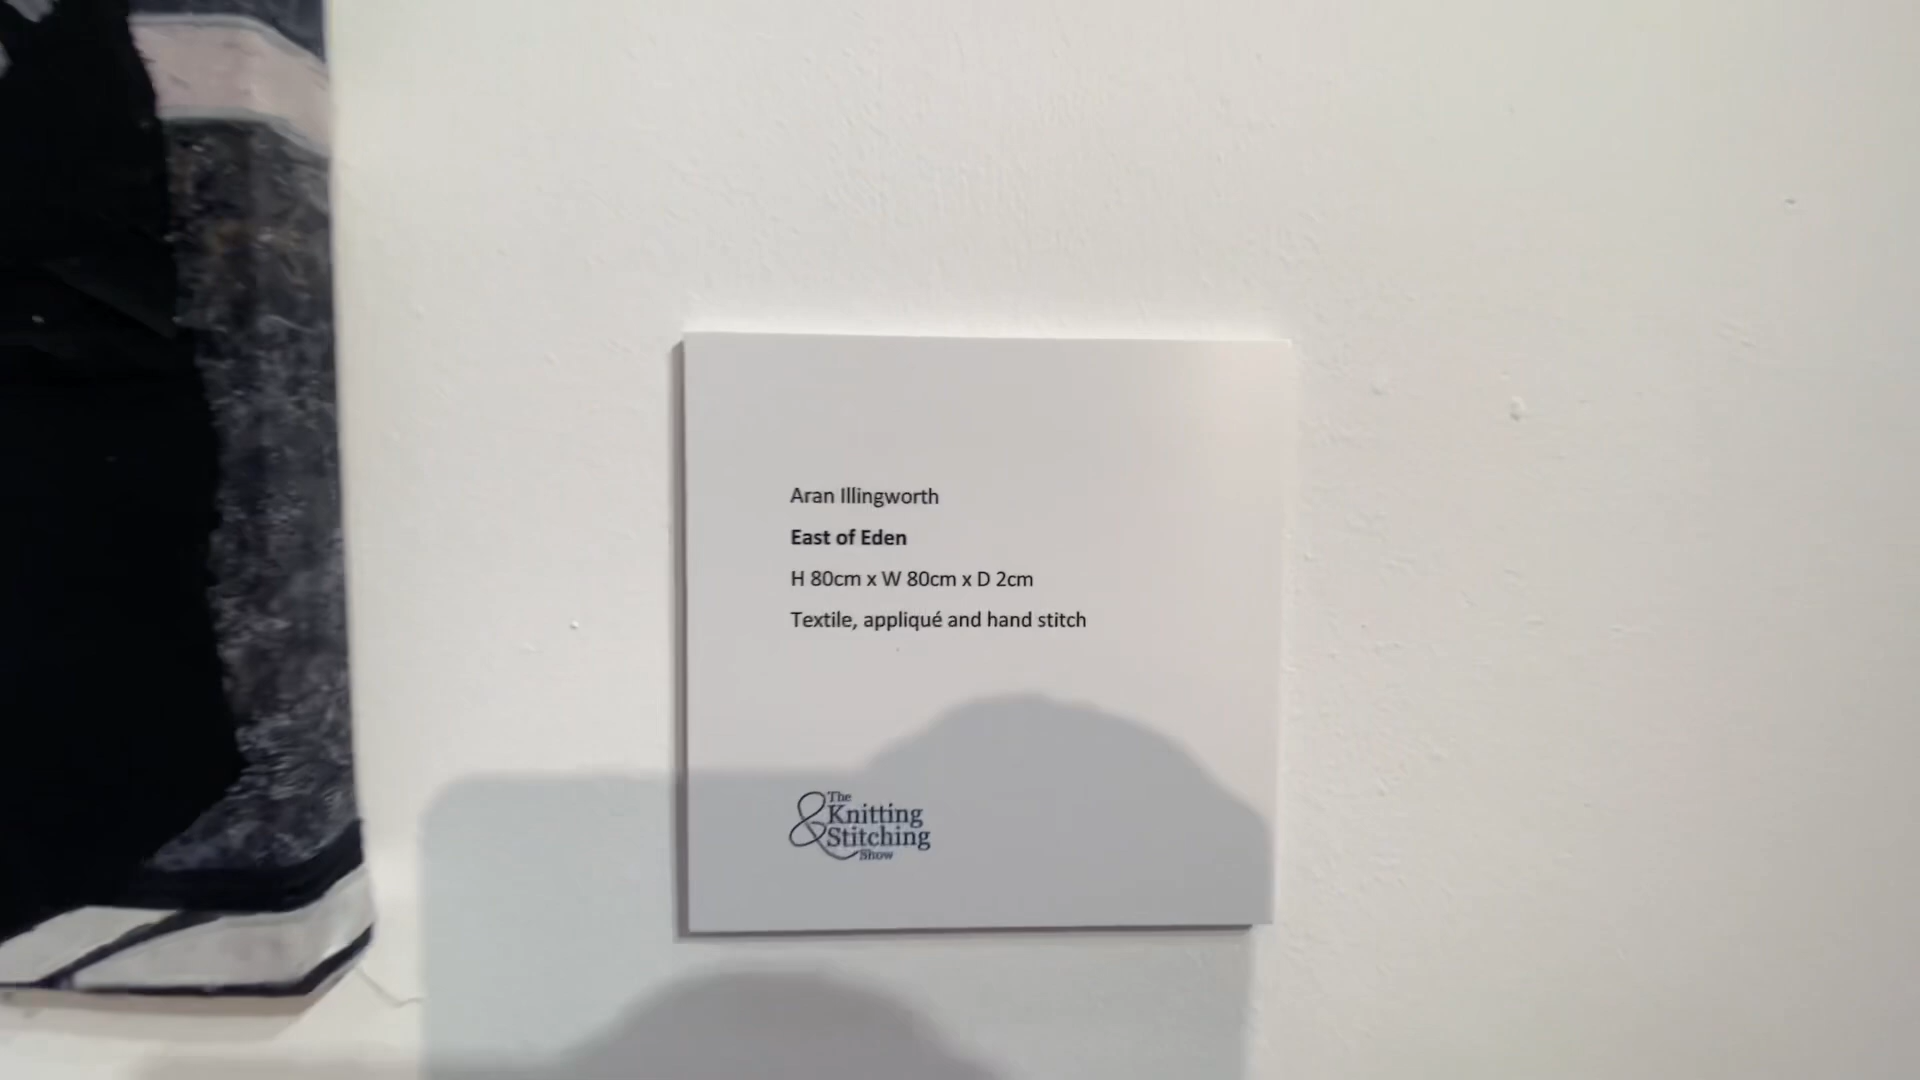 Aran Illingworth
East of Eden
H 80cm x W 80cm x D 2cm
Textile, appliqué and hand stitch
The
Knitting
& Stitching
Show